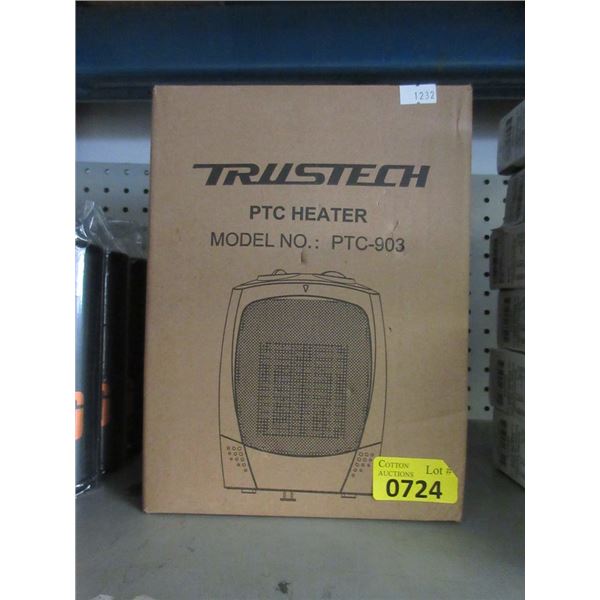 1232
TRUSTECH
PTC HEATER
MODEL NO.: PTC-903
COTTON
AUCTIONS
Lot #
0724